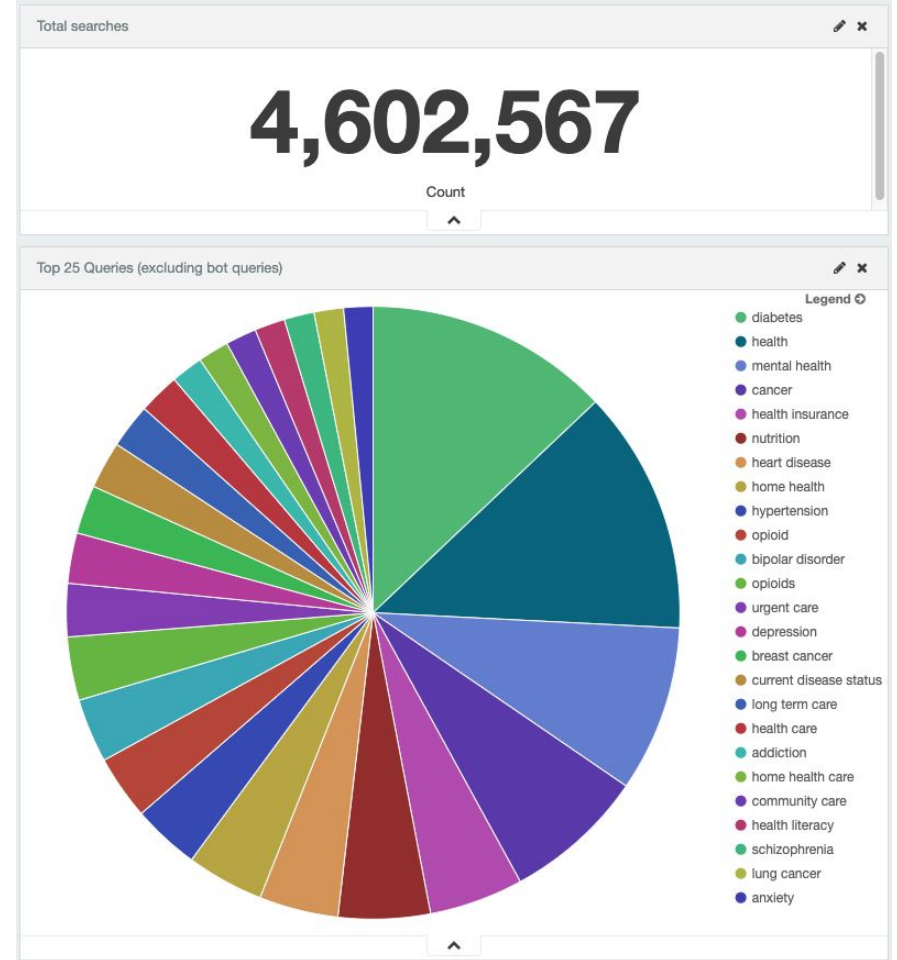 Total searches
4,602,567
Count
Top 25 Queries (excluding bot queries)
Legend
diabetes
health
mental health
cancer
health insurance
nutrition
heart disease
home health
hypertension
opioid
bipolar disorder
opioids
urgent care
depression
breast cancer
current disease status
long term care
health care
addiction
home health care
community care
health literacy
schizophrenia
lung cancer
anxiety